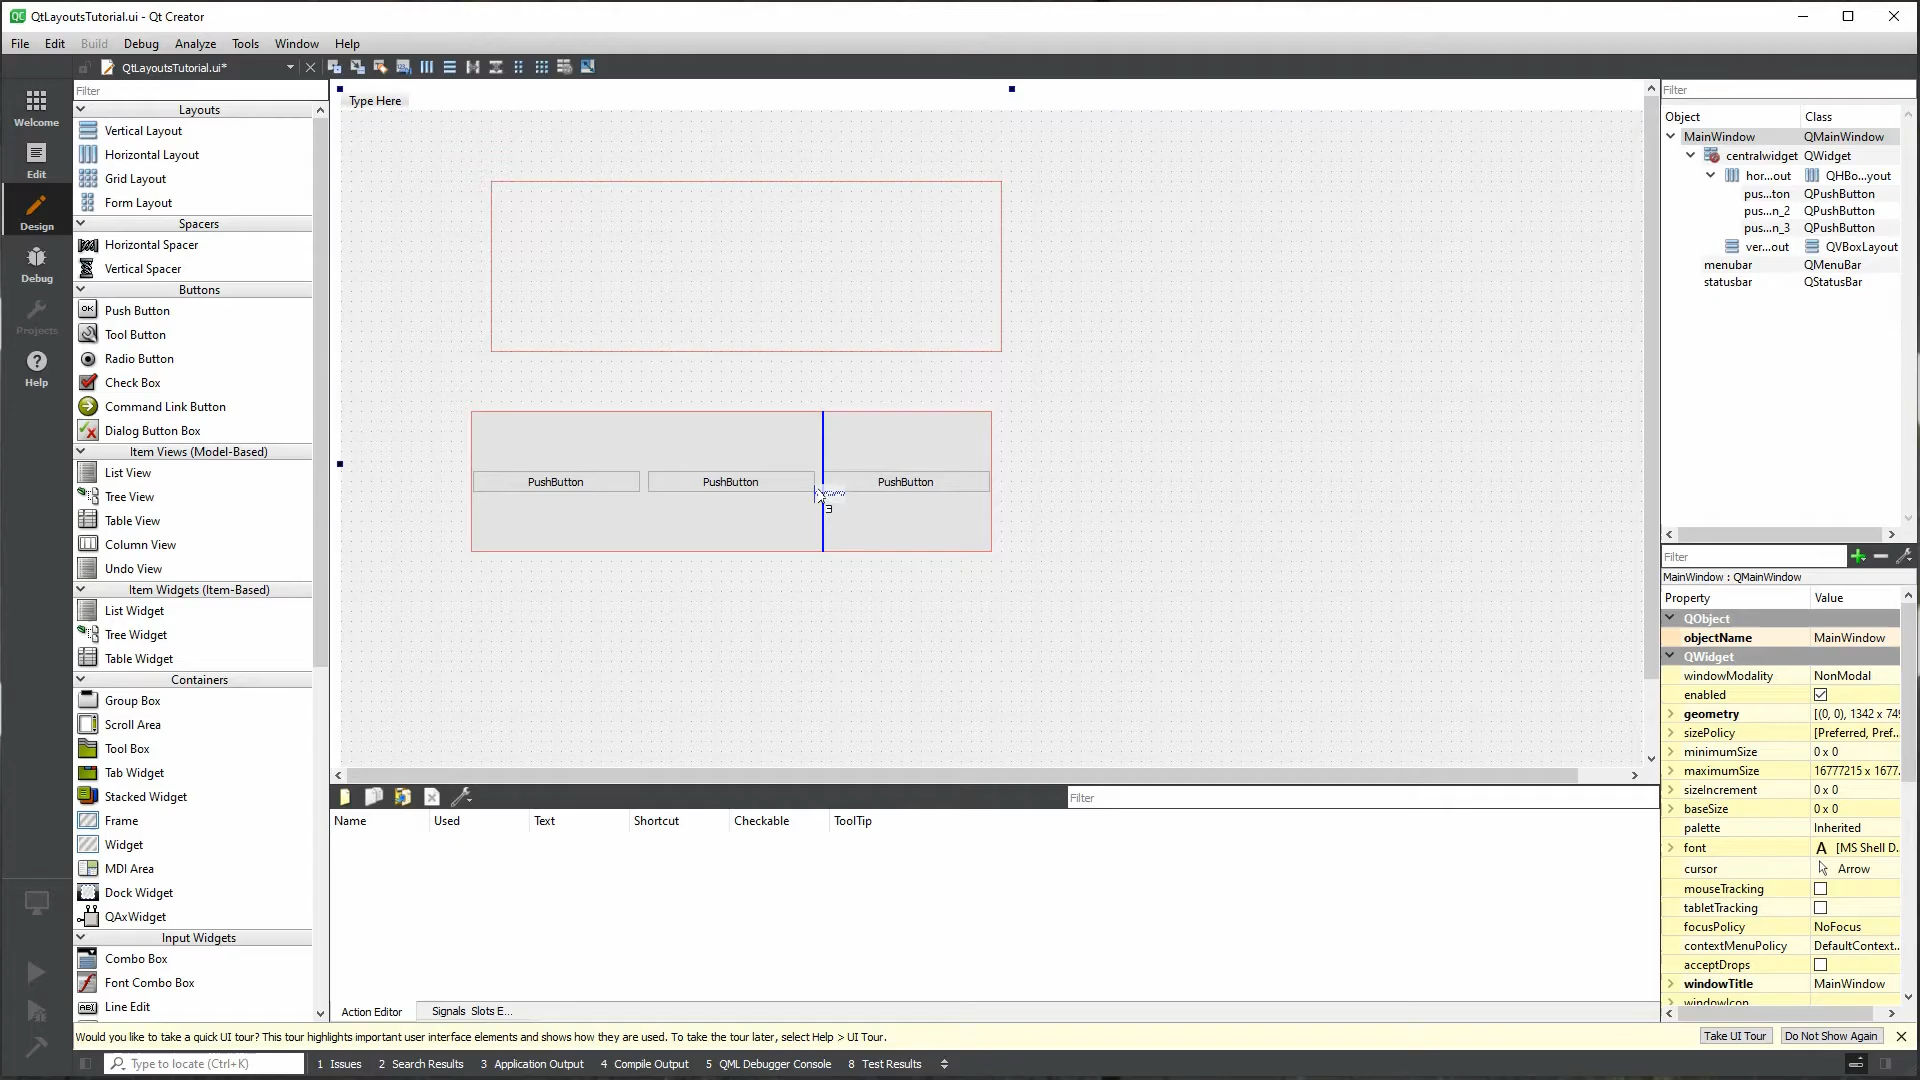 QtLayoutsTutorial.ui - Qt Creator
File Edit Build Debug Analyze Tools Window Help
QtLayoutsTutorial.ui*
Filter
Layouts
Vertical Layout
Horizontal Layout
Grid Layout
Form Layout
Spacers
Horizontal Spacer
Vertical Spacer
Buttons
Push Button
Tool Button
Radio Button
Check Box
Command Link Button
Dialog Button Box
Item Views (Model-Based)
List View
Tree View
Table View
Column View
Undo View
Item Widgets (Item-Based)
List Widget
Tree Widget
Table Widget
Containers
Group Box
Scroll Area
Tool Box
Tab Widget
Stacked Widget
Frame
Widget
MDI Area
Dock Widget
QAxWidget
Input Widgets
Combo Box
Font Combo Box
Line Edit
Welcome
Edit
Design
Debug
Projects
Help
Type Here
PushButton PushButton PushButton
Filter
Name Used Text Shortcut Checkable ToolTip
Action Editor Signals Slots E...
Filter
Object Class
MainWindow QMainWindow
centralwidget QWidget
hor...out QHBo...yout
pus...ton QPushButton
pus...n_2 QPushButton
pus...n_3 QPushButton
ver...out QVBoxLayout
menubar QMenuBar
statusbar QStatusBar
Filter
MainWindow : QMainWindow
Property Value
QObject
objectName MainWindow
QWidget
windowModality NonModal
enabled
geometry [(0, 0), 1342 x 749
sizePolicy [Preferred, Pref...
minimumSize 0 x 0
maximumSize 16777215 x 1677...
sizeIncrement 0 x 0
baseSize 0 x 0
palette Inherited
font A [MS Shell D...
cursor Arrow
mouseTracking
tabletTracking
focusPolicy NoFocus
contextMenuPolicy DefaultContext...
acceptDrops
windowTitle MainWindow
windowIcon
Would you like to take a quick UI tour? This tour highlights important user interface elements and shows how they are used. To take the tour later, select Help > UI Tour.
Take UI Tour Do Not Show Again
Type to locate (Ctrl+K)
1 Issues 2 Search Results 3 Application Output 4 Compile Output 5 QML Debugger Console 8 Test Results